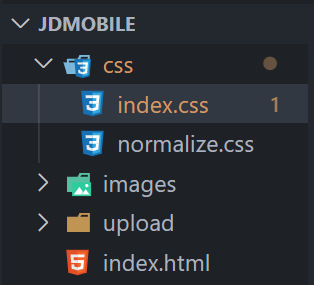 JDMOBILE
css
index.css 1
normalize.css
images
upload
index.html